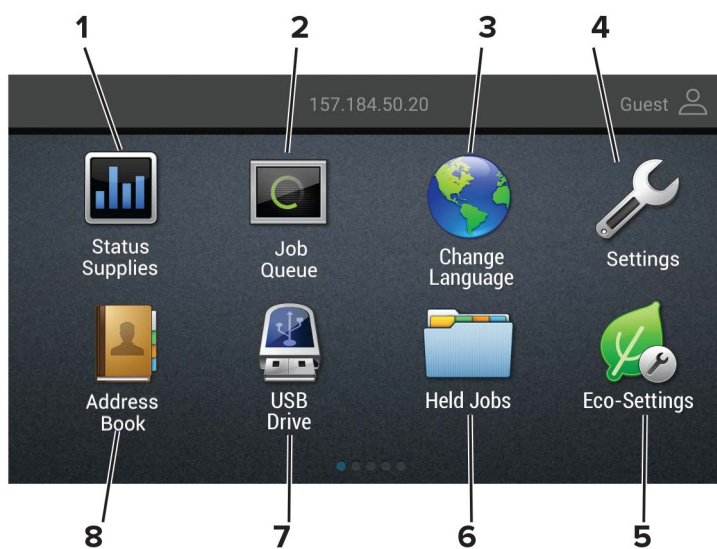 1 2 3 4
157.184.50.20 Guest
Status
Supplies
Job
Queue
Change
Language
Settings
Address
Book
USB
Drive
Held Jobs
Eco-Settings
8 7 6 5